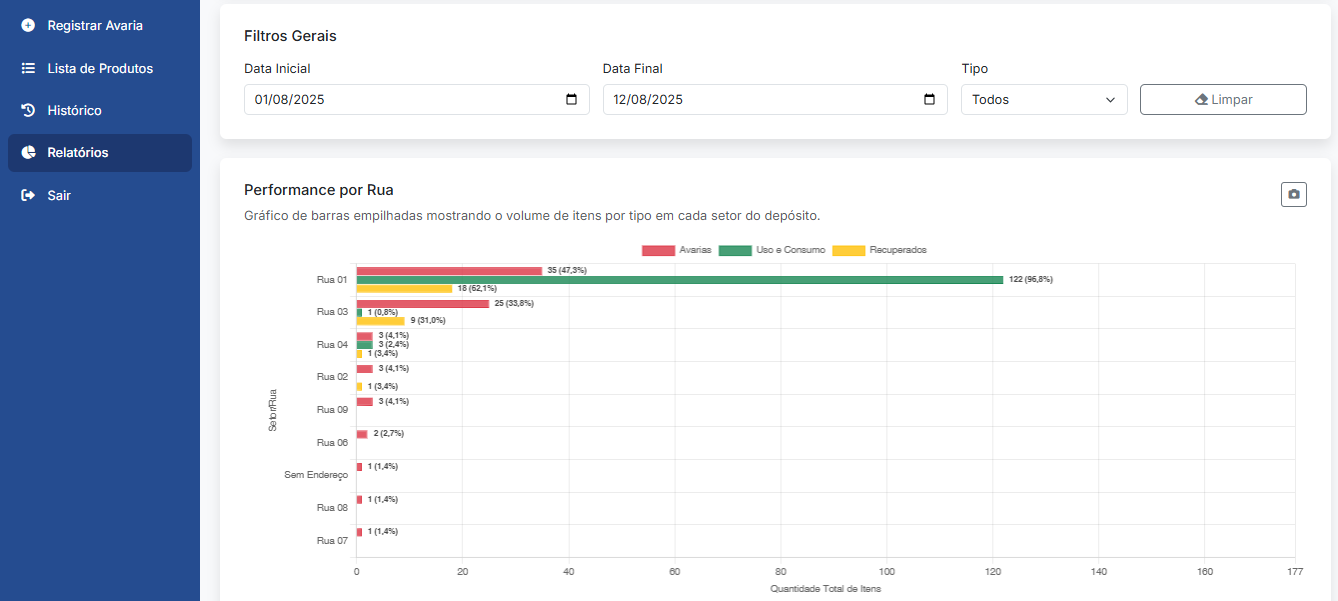 Registrar Avaria
Lista de Produtos
Histórico
Relatórios
Sair
Filtros Gerais
Data Inicial
Data Final
Tipo
01/08/2025
12/08/2025
Todos
Limpar
Performance por Rua
Gráfico de barras empilhadas mostrando o volume de itens por tipo em cada setor do depósito.
Avarias Uso e Consumo Recuperados
Setor/Rua
Rua 01
35 (47,3%)
122 (96,8%)
18 (62,1%)
Rua 03
25 (33,8%)
1 (0,8%)
9 (31,0%)
Rua 04
3 (4,1%)
3 (2,4%)
1 (3,4%)
Rua 02
3 (4,1%)
1 (3,4%)
Rua 09
3 (4,1%)
Rua 06
2 (2,7%)
Sem Endereço
1 (1,4%)
Rua 08
1 (1,4%)
Rua 07
1 (1,4%)
0 20 40 60 80 100 120 140 160 177
Quantidade Total de Itens